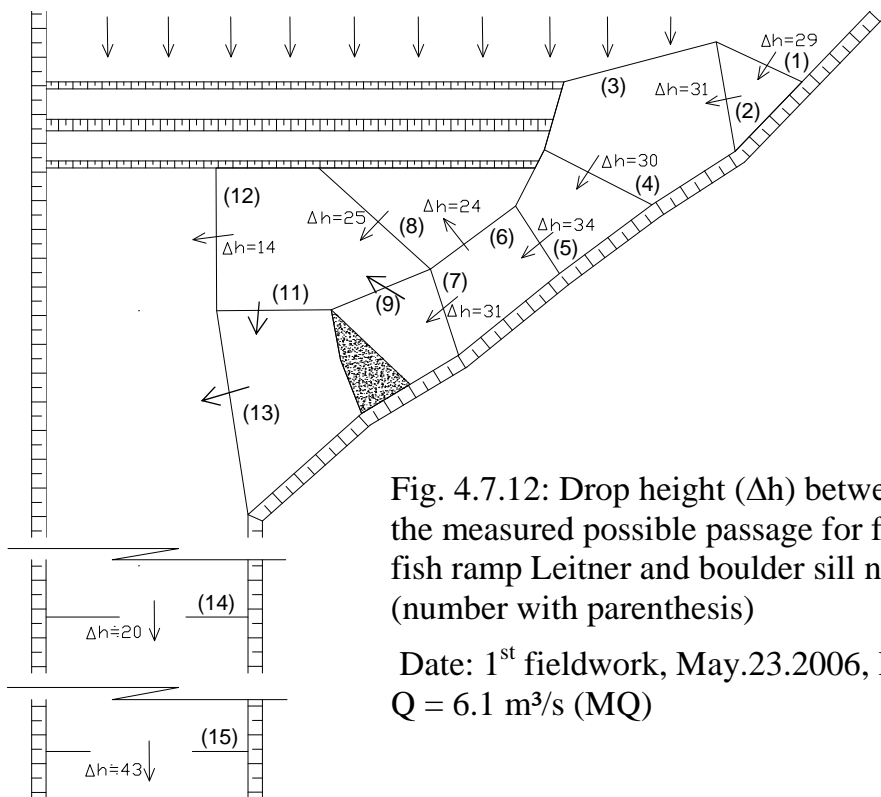 Δh=29
(1)
(3)
Δh=31
(2)
Δh=30
(4)
(12)
Δh=24
Δh=25
(8)
(6)
Δh=34
Δh=14
(5)
(7)
(11)
(9)
Δh=31
(13)
Fig. 4.7.12: Drop height (Δh) betwe
the measured possible passage for f
fish ramp Leitner and boulder sill n
(number with parenthesis)
Date: 1st fieldwork, May.23.2006,
Q = 6.1 m³/s (MQ)
(14)
Δh≒20
(15)
Δh≒43